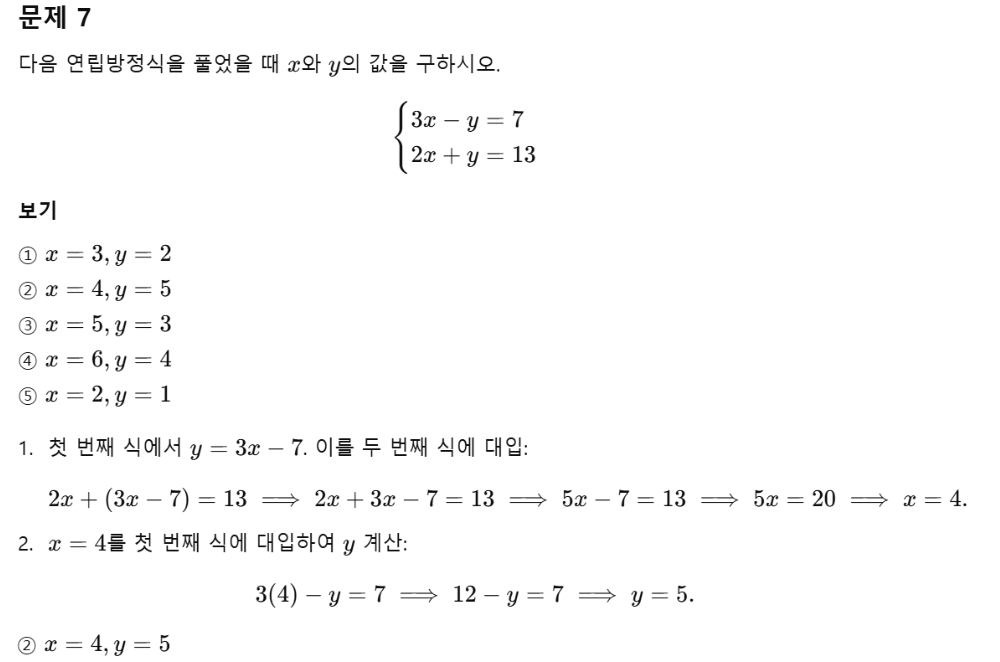 문제 7
다음 연립방정식을 풀었을 때 x와 y의 값을 구하시오.
{3x − y = 7
2x + y = 13
보기
① x = 3, y = 2
② x = 4, y = 5
③ x = 5, y = 3
④ x = 6, y = 4
⑤ x = 2, y = 1
1. 첫 번째 식에서 y = 3x − 7. 이를 두 번째 식에 대입:
2x + (3x − 7) = 13 ⟹ 2x + 3x − 7 = 13 ⟹ 5x − 7 = 13 ⟹ 5x = 20 ⟹ x = 4.
2. x = 4를 첫 번째 식에 대입하여 y 계산:
3(4) − y = 7 ⟹ 12 − y = 7 ⟹ y = 5.
② x = 4, y = 5